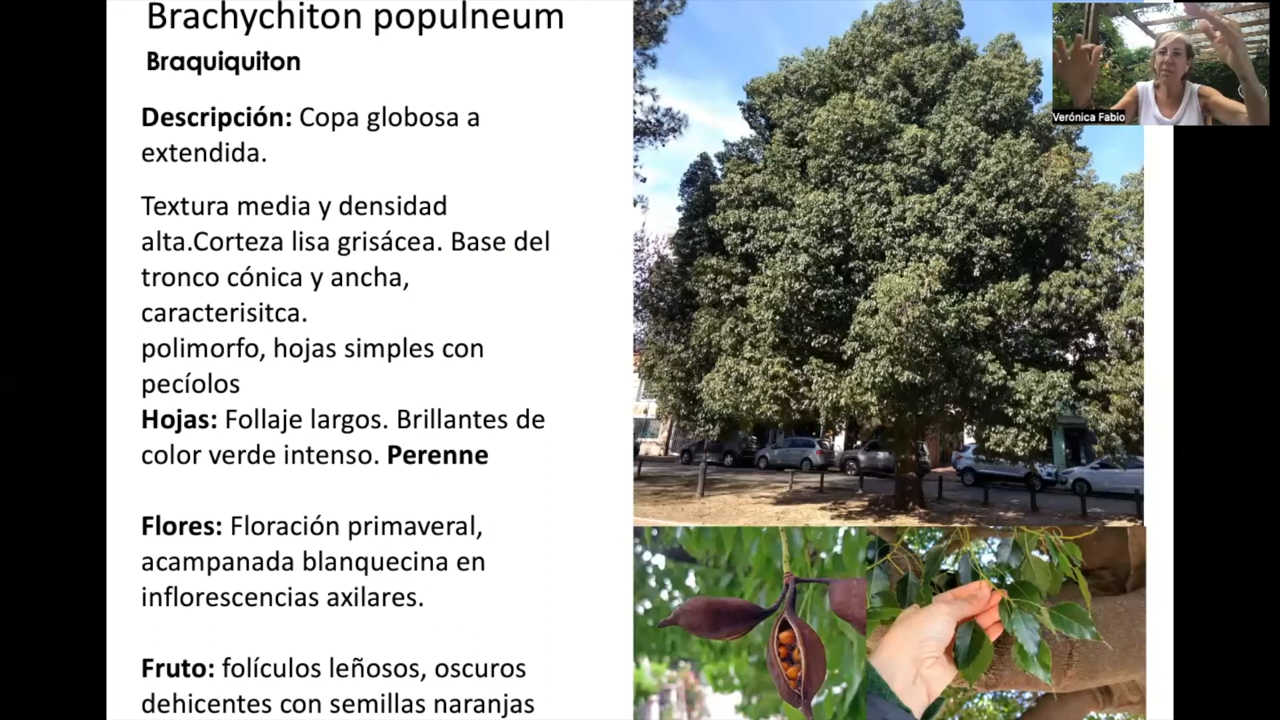 Brachychiton populneum
Braquiquiton
Descripción: Copa globosa a
extendida.
Textura media y densidad
alta.Corteza lisa grisácea. Base del
tronco cónica y ancha,
caracterisitca.
polimorfo, hojas simples con
pecíolos
Hojas: Follaje largos. Brillantes de
color verde intenso. Perenne
Flores: Floración primaveral,
acampanada blanquecina en
inflorescencias axilares.
Fruto: folículos leñosos, oscuros
dehicentes con semillas naranjas
Verónica Fabio